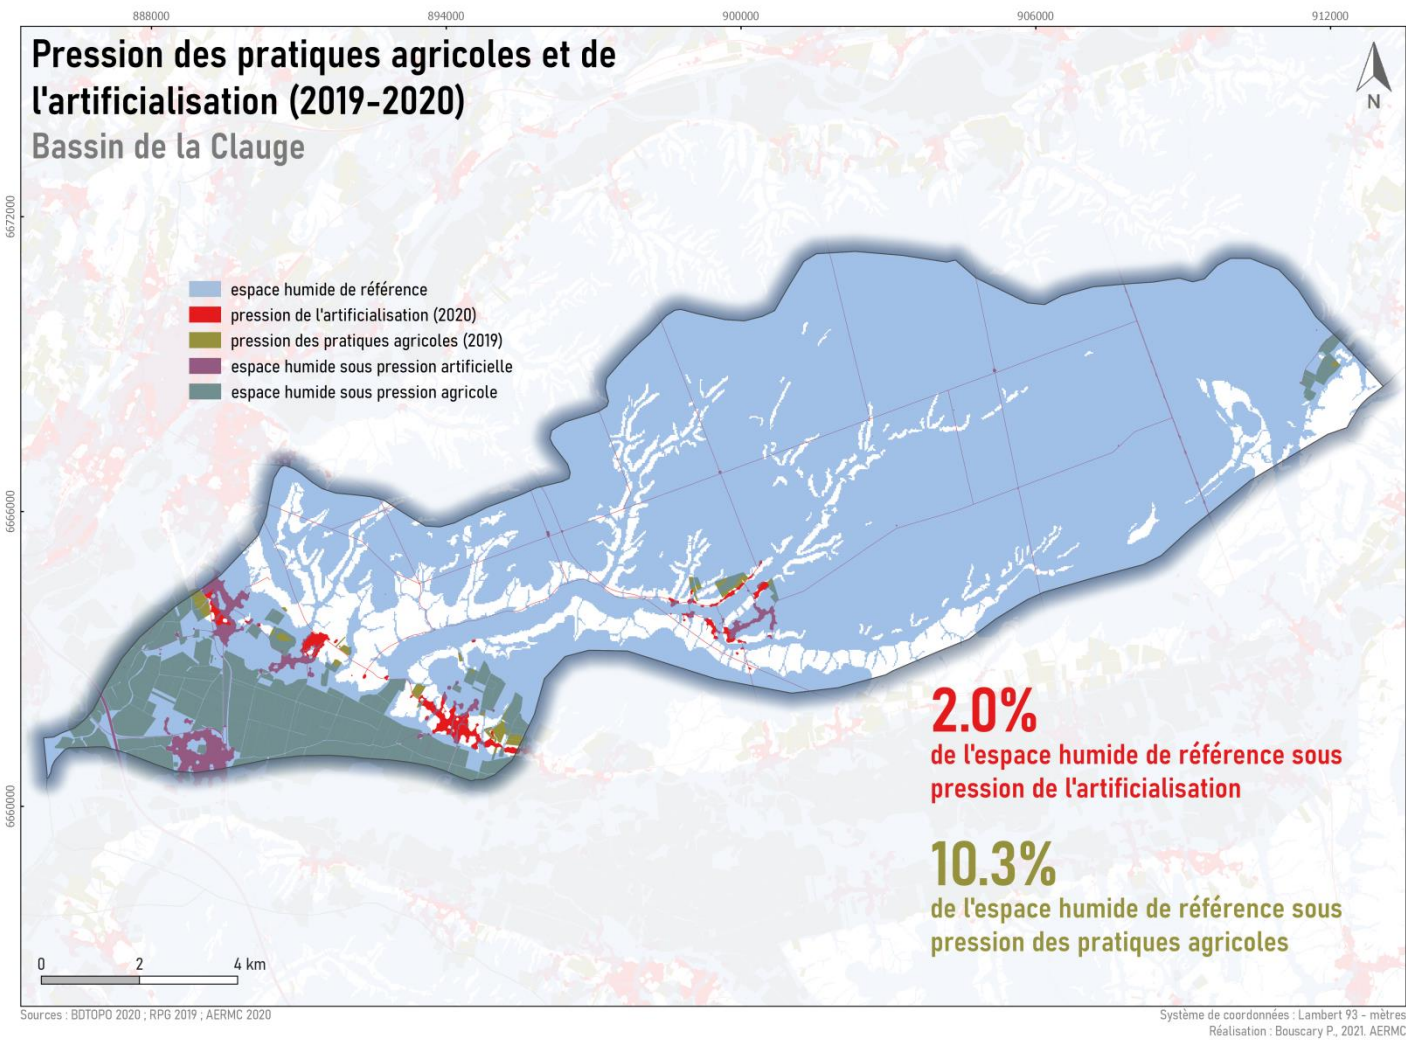 888000
894000
900000
906000
912000
Pression des pratiques agricoles et de
l'artificialisation (2019-2020)
Bassin de la Clauge
N
6672000
6666000
6660000
espace humide de référence
pression de l'artificialisation (2020)
pression des pratiques agricoles (2019)
espace humide sous pression artificielle
espace humide sous pression agricole
2.0%
de l'espace humide de référence sous
pression de l'artificialisation
10.3%
de l'espace humide de référence sous
pression des pratiques agricoles
0 2 4 km
Sources : BDTOPO 2020 ; RPG 2019 ; AERMC 2020
Système de coordonnées : Lambert 93 - mètres
Réalisation : Bouscary P., 2021. AERMC